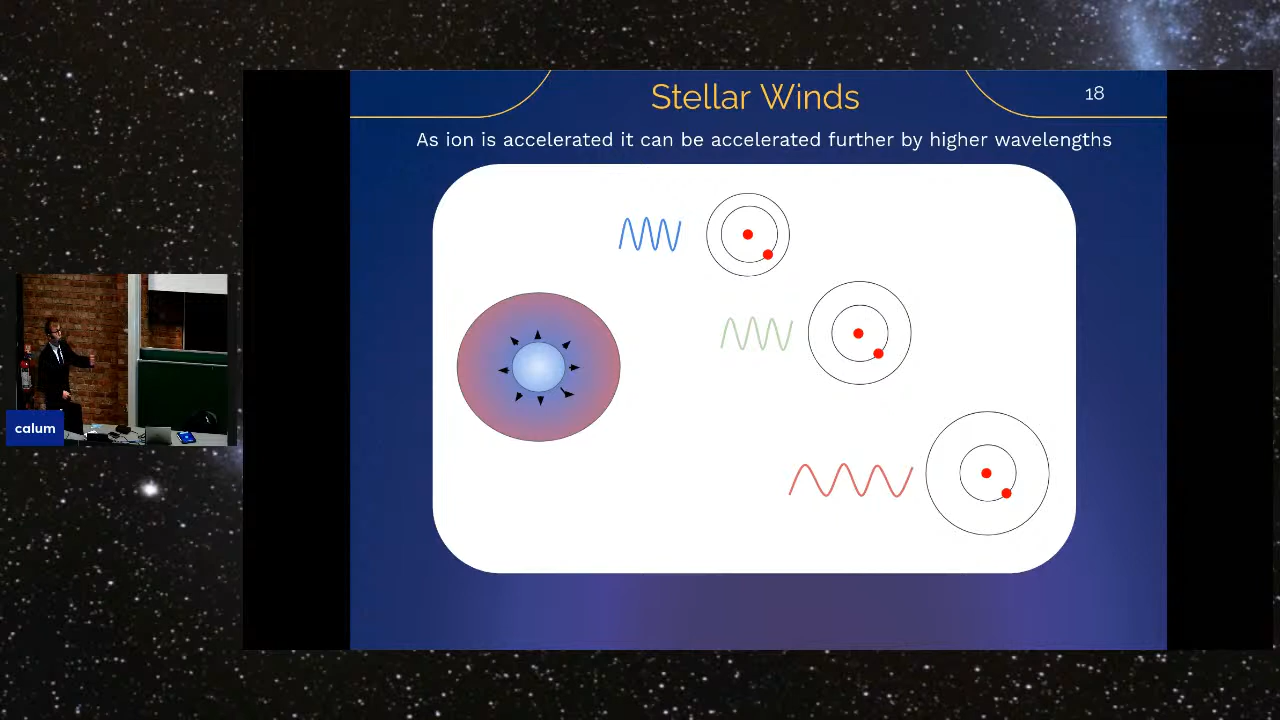 Stellar Winds
18
As ion is accelerated it can be accelerated further by higher wavelengths
calum